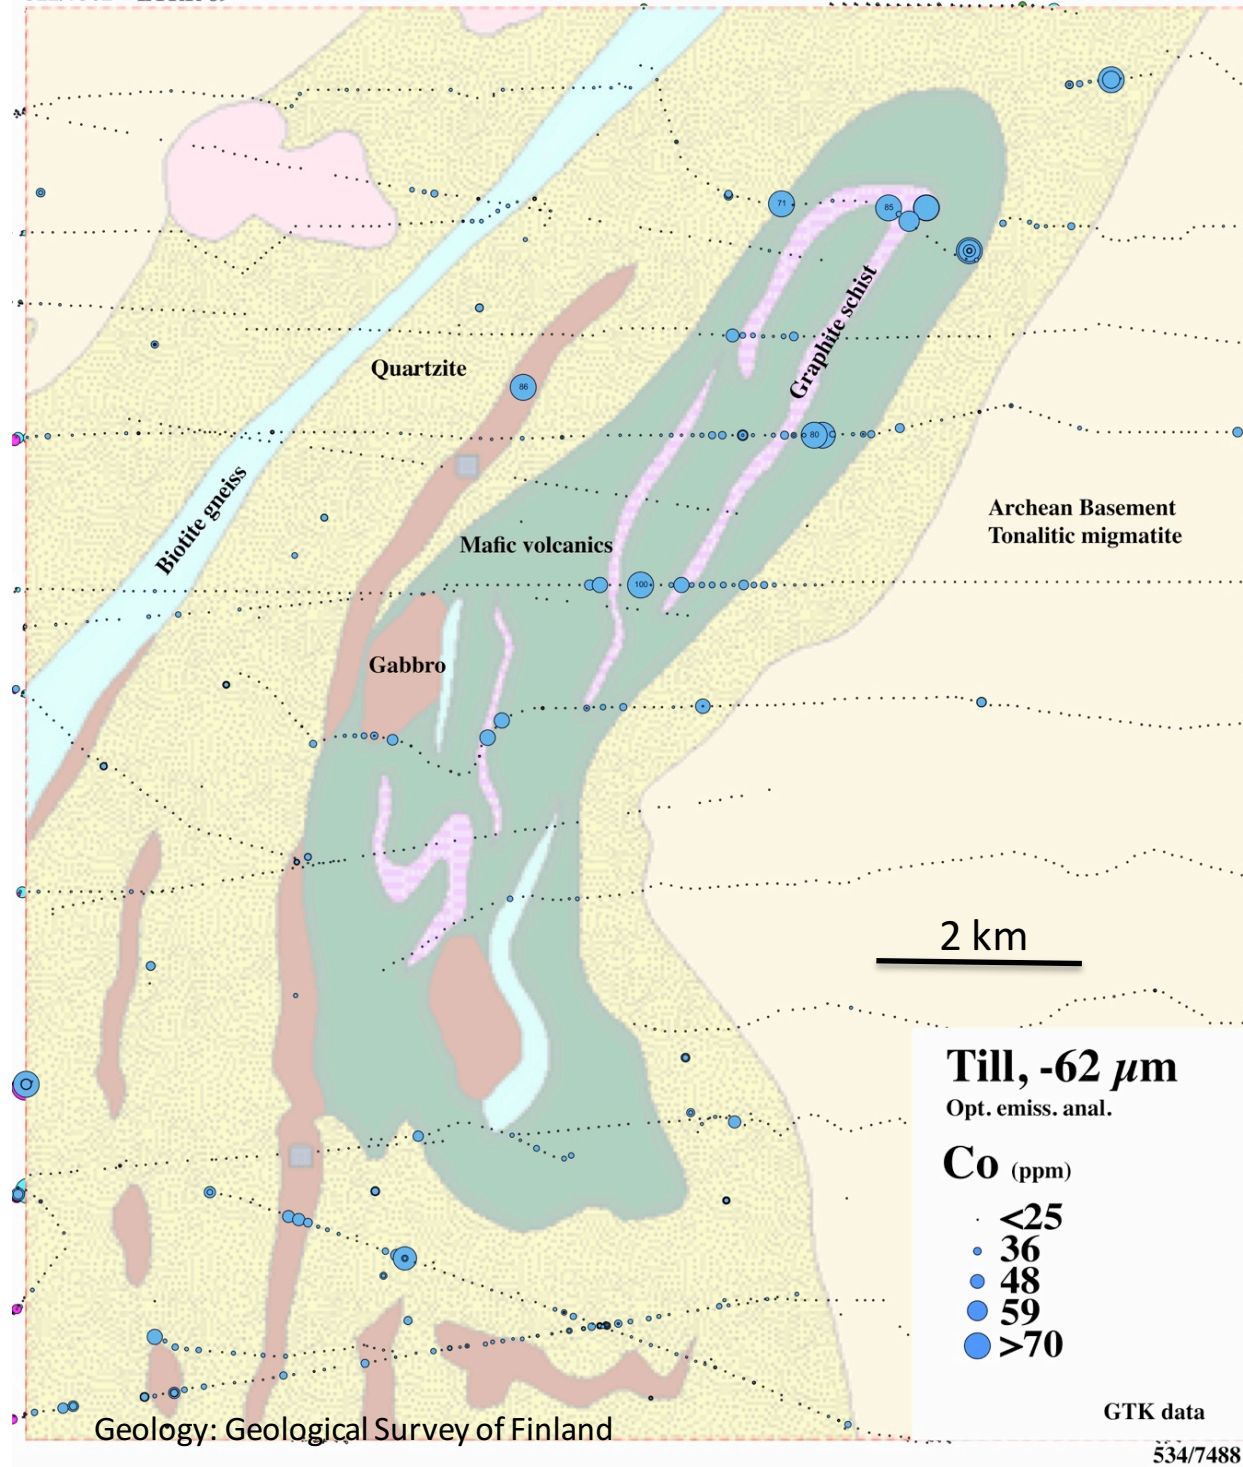 71
85
Graphite schist
Quartzite
86
80
Biotite gneiss
Archean Basement
Tonalitic migmatite
Mafic volcanics
100
Gabbro
2 km
Till, -62 µm
Opt. emiss. anal.
Co (ppm)
<25
36
48
59
>70
GTK data
Geology: Geological Survey of Finland
534/7488